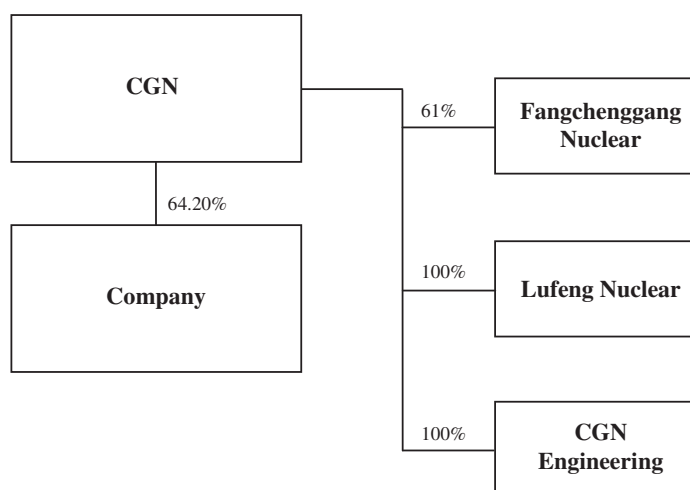 CGN
61%
Fangchenggang
Nuclear
64.20%
Company
100%
Lufeng Nuclear
100%
CGN
Engineering